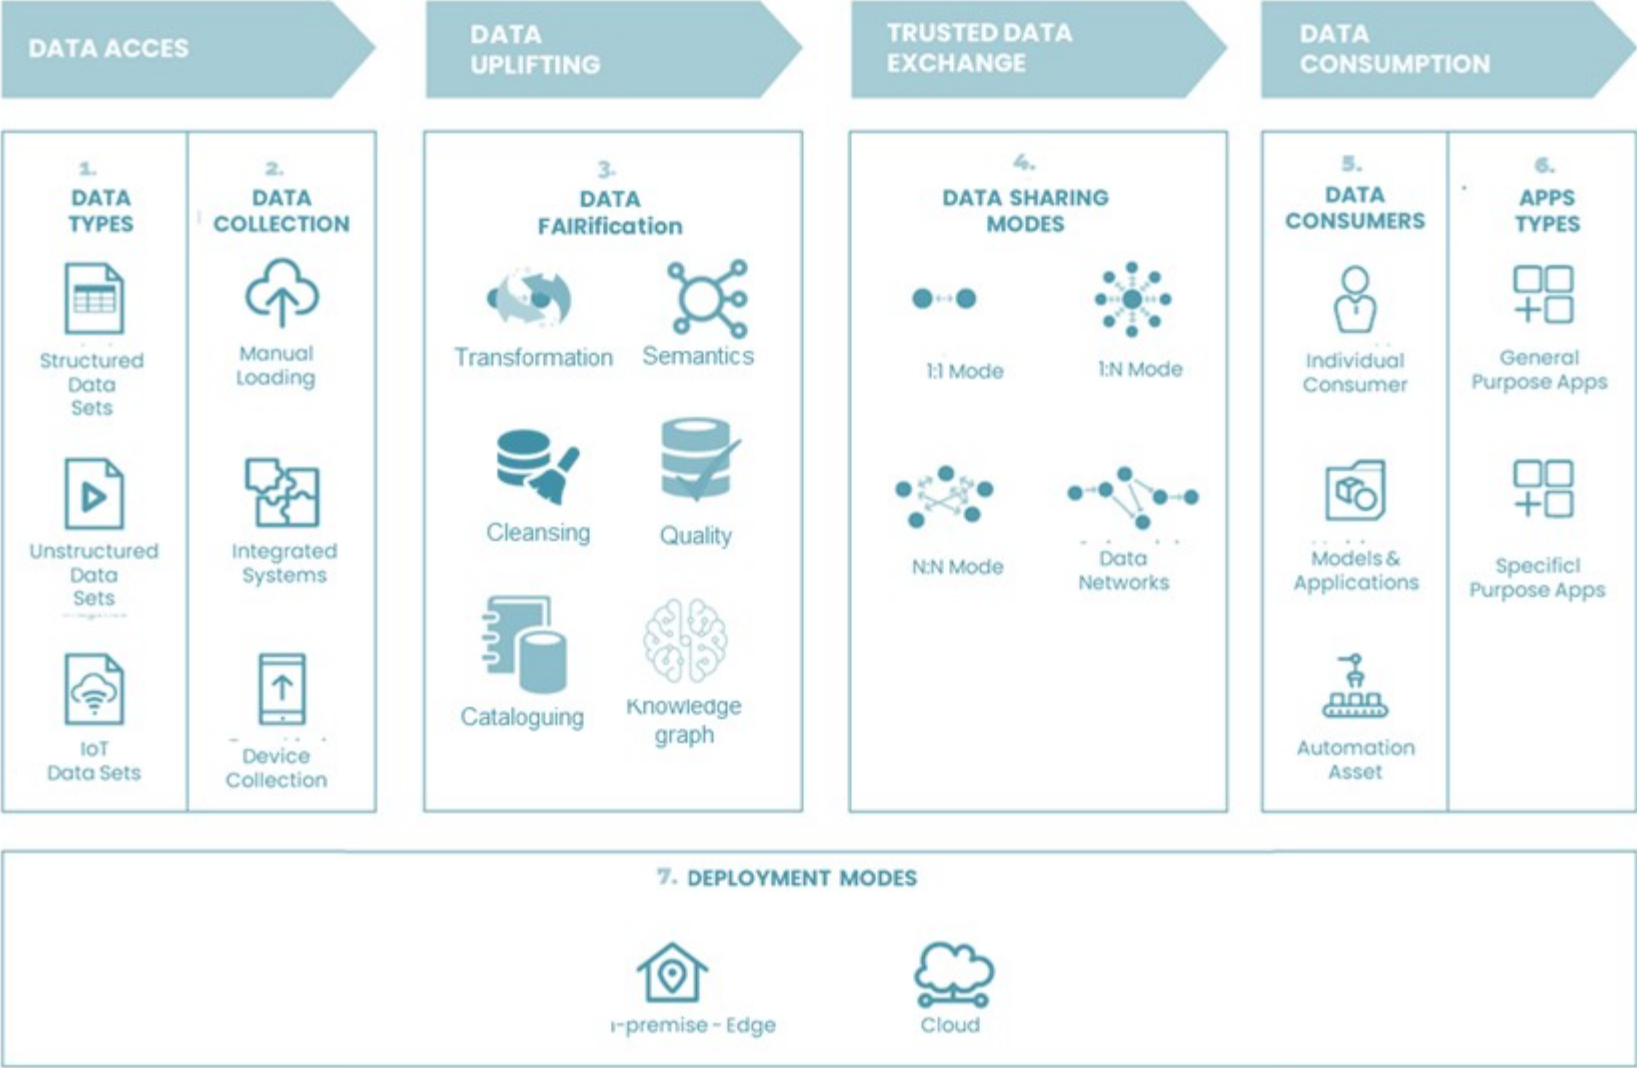 DATA ACCES
DATA
UPLIFTING
TRUSTED DATA
EXCHANGE
DATA
CONSUMPTION
1.
DATA
TYPES
Structured
Data
Sets
Unstructured
Data
Sets
IoT
Data Sets
2.
DATA
COLLECTION
Manual
Loading
Integrated
Systems
Device
Collection
3.
DATA
FAIRification
Transformation
Semantics
Cleansing
Quality
Cataloguing
Knowledge
graph
4.
DATA SHARING
MODES
1:1 Mode
1:N Mode
N:N Mode
Data
Networks
5.
DATA
CONSUMERS
Individual
Consumer
Models &
Applications
Automation
Asset
6.
APPS
TYPES
General
Purpose Apps
Specificl
Purpose Apps
7. DEPLOYMENT MODES
-premise - Edge
Cloud